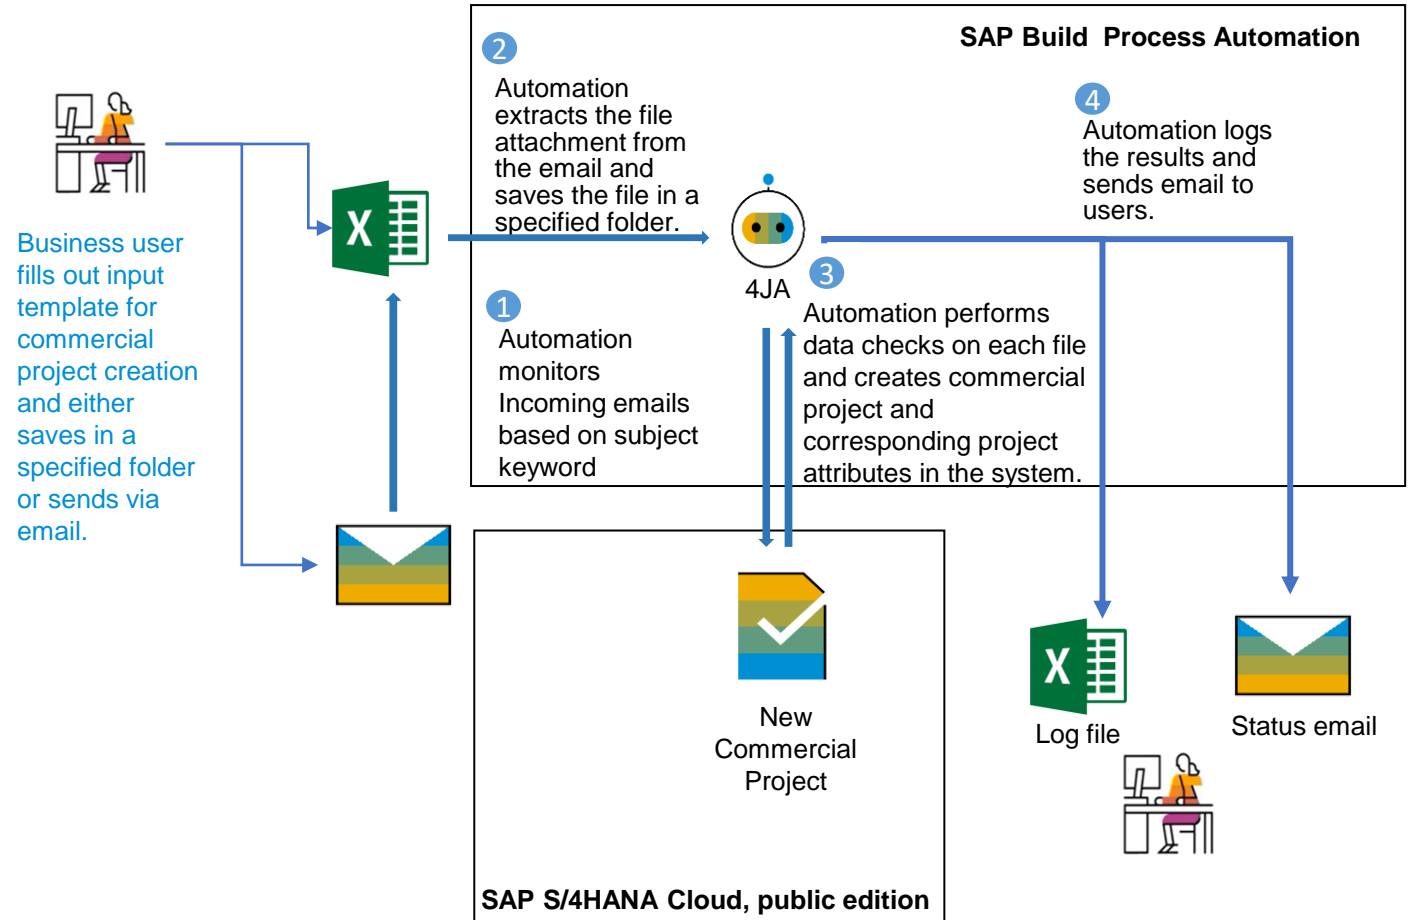 SAP Build  Process Automation
2
Automation
extracts the file
attachment from
the email and
saves the file in a
specified folder.
4
Automation logs
the results and
sends email to
users.
X
Business user
fills out input
template for
commercial
project creation
and either
saves in a
specified folder
or sends via
email.
4JA
1
Automation
monitors
Incoming emails
based on subject
keyword
3
Automation performs
data checks on each file
and creates commercial
project and
corresponding project
attributes in the system.
New
Commercial
Project
X
Log file
Status email
SAP S/4HANA Cloud, public edition